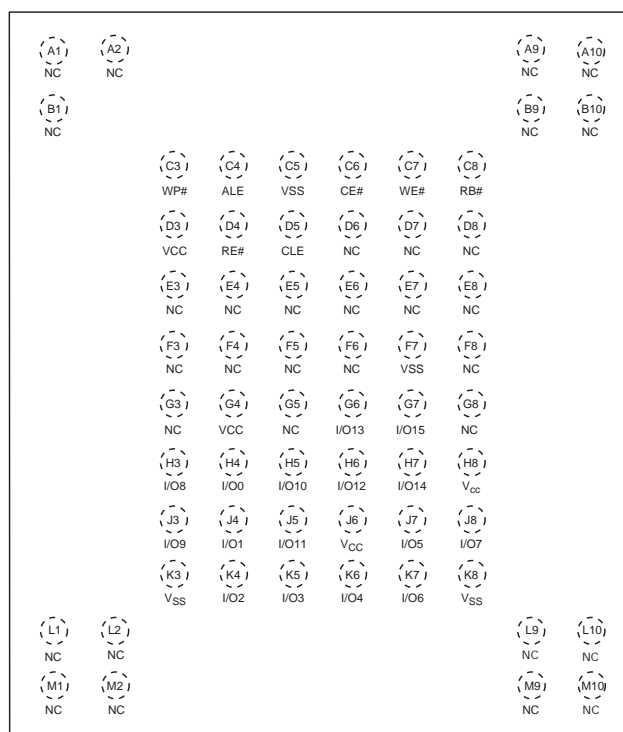 A1 A2 A9 A10
NC NC NC NC
B1 B9 B10
NC NC NC
C3 C4 C5 C6 C7 C8
WP# ALE VSS CE# WE# RB#
D3 D4 D5 D6 D7 D8
VCC RE# CLE NC NC NC
E3 E4 E5 E6 E7 E8
NC NC NC NC NC NC
F3 F4 F5 F6 F7 F8
NC NC NC NC VSS NC
G3 G4 G5 G6 G7 G8
NC VCC NC I/O13 I/O15 NC
H3 H4 H5 H6 H7 H8
I/O8 I/O0 I/O10 I/O12 I/O14 Vcc
J3 J4 J5 J6 J7 J8
I/O9 I/O1 I/O11 VCC I/O5 I/O7
K3 K4 K5 K6 K7 K8
VSS I/O2 I/O3 I/O4 I/O6 VSS
L1 L2 L9 L10
NC NC NC NC
M1 M2 M9 M10
NC NC NC NC